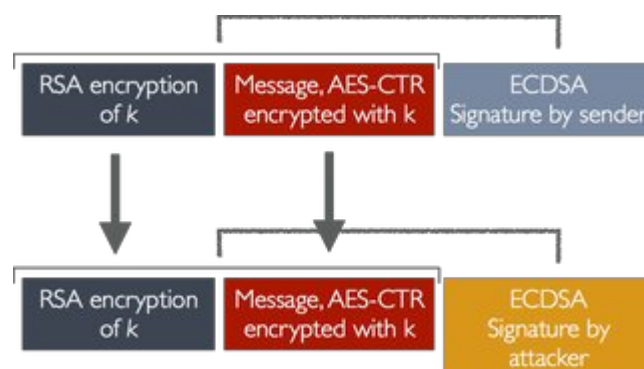 RSA encryption
of k
Message, AES-CTR
encrypted with k
ECDSA
Signature by sender
RSA encryption
of k
Message, AES-CTR
encrypted with k
ECDSA
Signature by
attacker